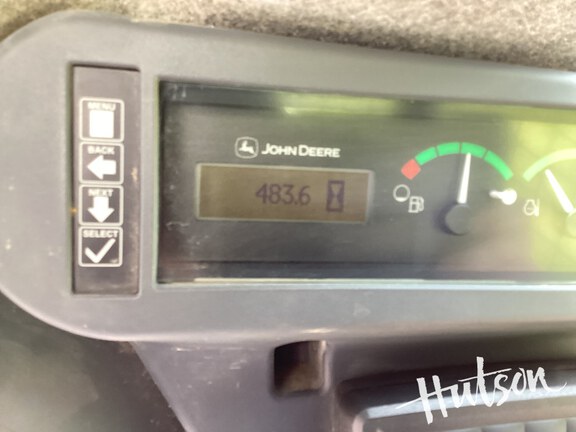 MENU
BACK
NEXT
SELECT
JOHN DEERE
483.6
Hutson